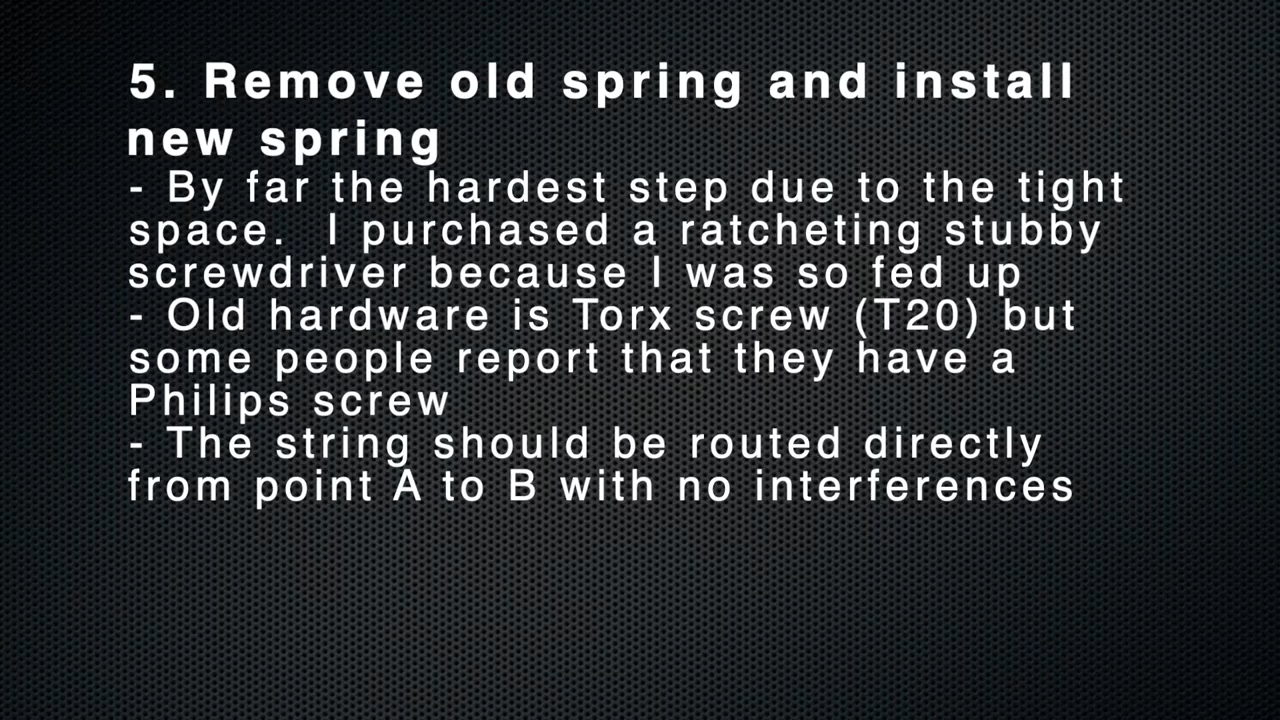 5. Remove old spring and install
new spring
- By far the hardest step due to the tight
space.  I purchased a ratcheting stubby
screwdriver because I was so fed up
- Old hardware is Torx screw (T20) but
some people report that they have a
Philips screw
- The string should be routed directly
from point A to B with no interferences